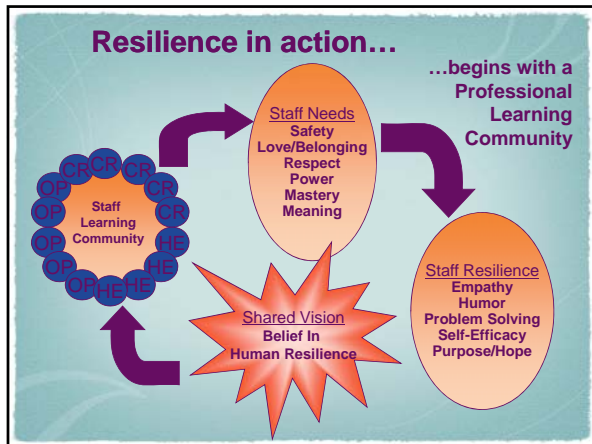 Resilience in action…
…begins with a
Professional
Learning
Community
Staff Needs
Safety
Love/Belonging
Respect
Power
Mastery
Meaning
CR
CR
CR
CR
CR
HE
HE
HE
HE
OP
OP
OP
OP
OP
Staff
Learning
Community
Staff Resilience
Empathy
Humor
Problem Solving
Self-Efficacy
Purpose/Hope
Shared Vision
Belief In
Human Resilience